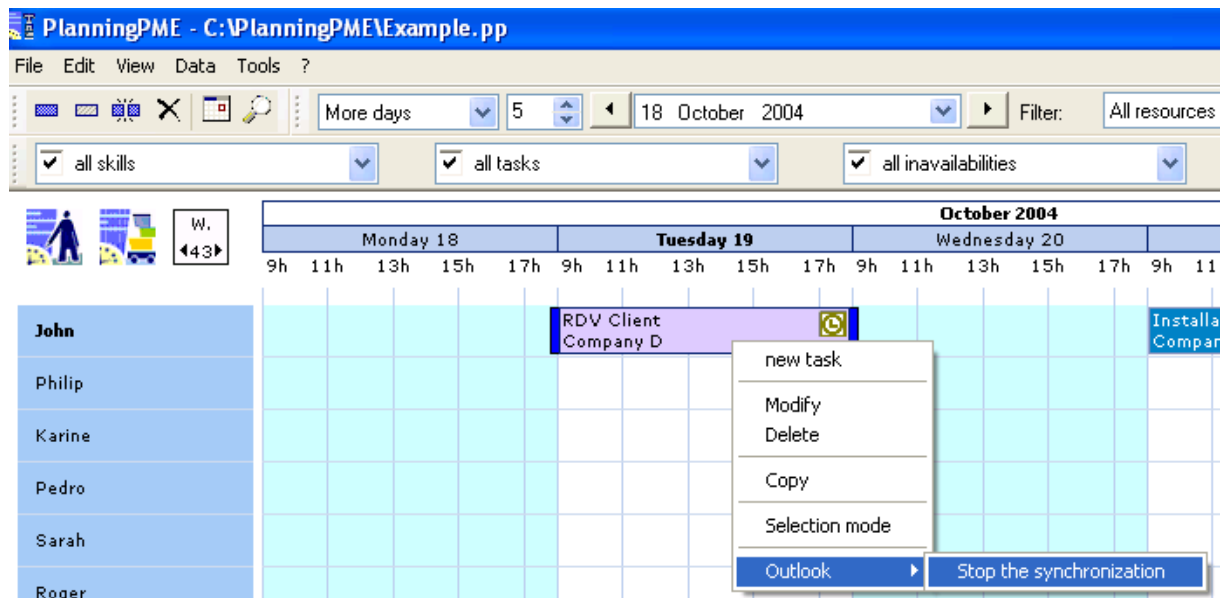 PlanningPME - C:\PlanningPME\Example.pp
File Edit View Data Tools ?
More days 5 18 October 2004 Filter: All resources
all skills all tasks all inavailabilities
W.
43
October 2004
Monday 18 Tuesday 19 Wednesday 20
9h 11h 13h 15h 17h 9h 11h 13h 15h 17h 9h 11h 13h 15h 17h 9h 11
John
RDV Client
Company D
Installa
Compan
Philip
Karine
Pedro
Sarah
Roger
new task
Modify
Delete
Copy
Selection mode
Outlook
Stop the synchronization